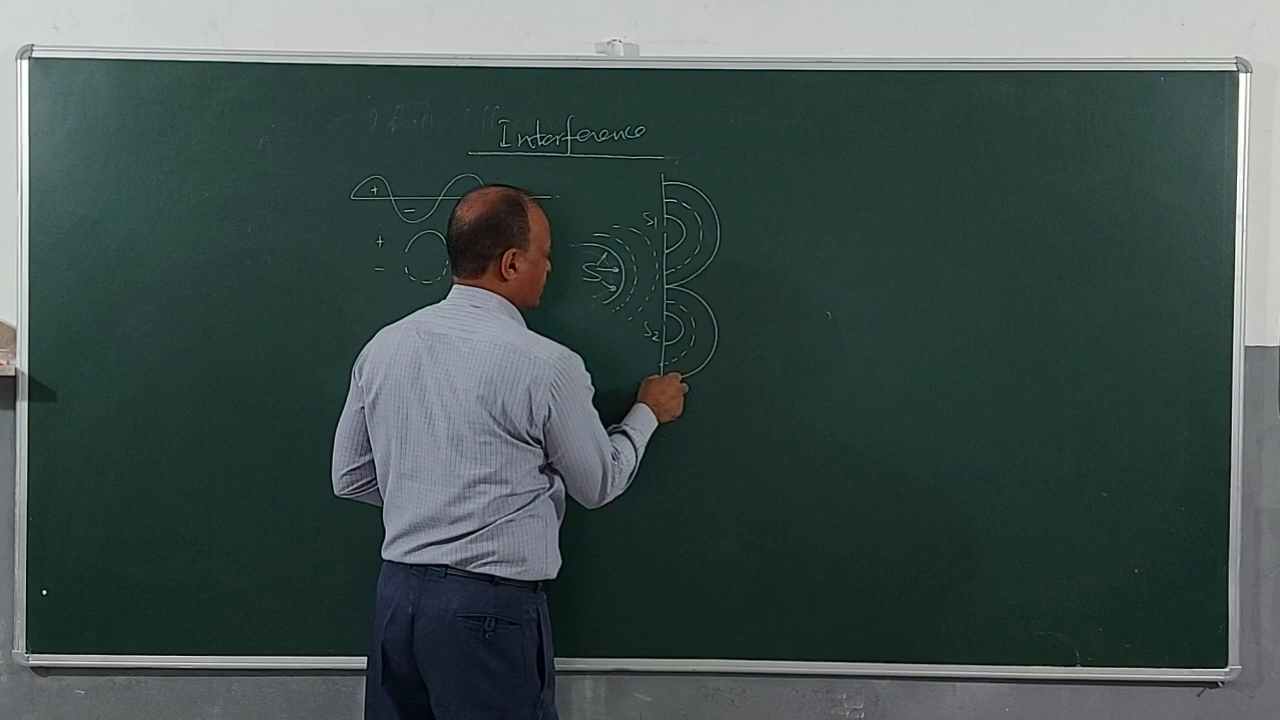 Interference
+
-
+
-
S
S1
S2